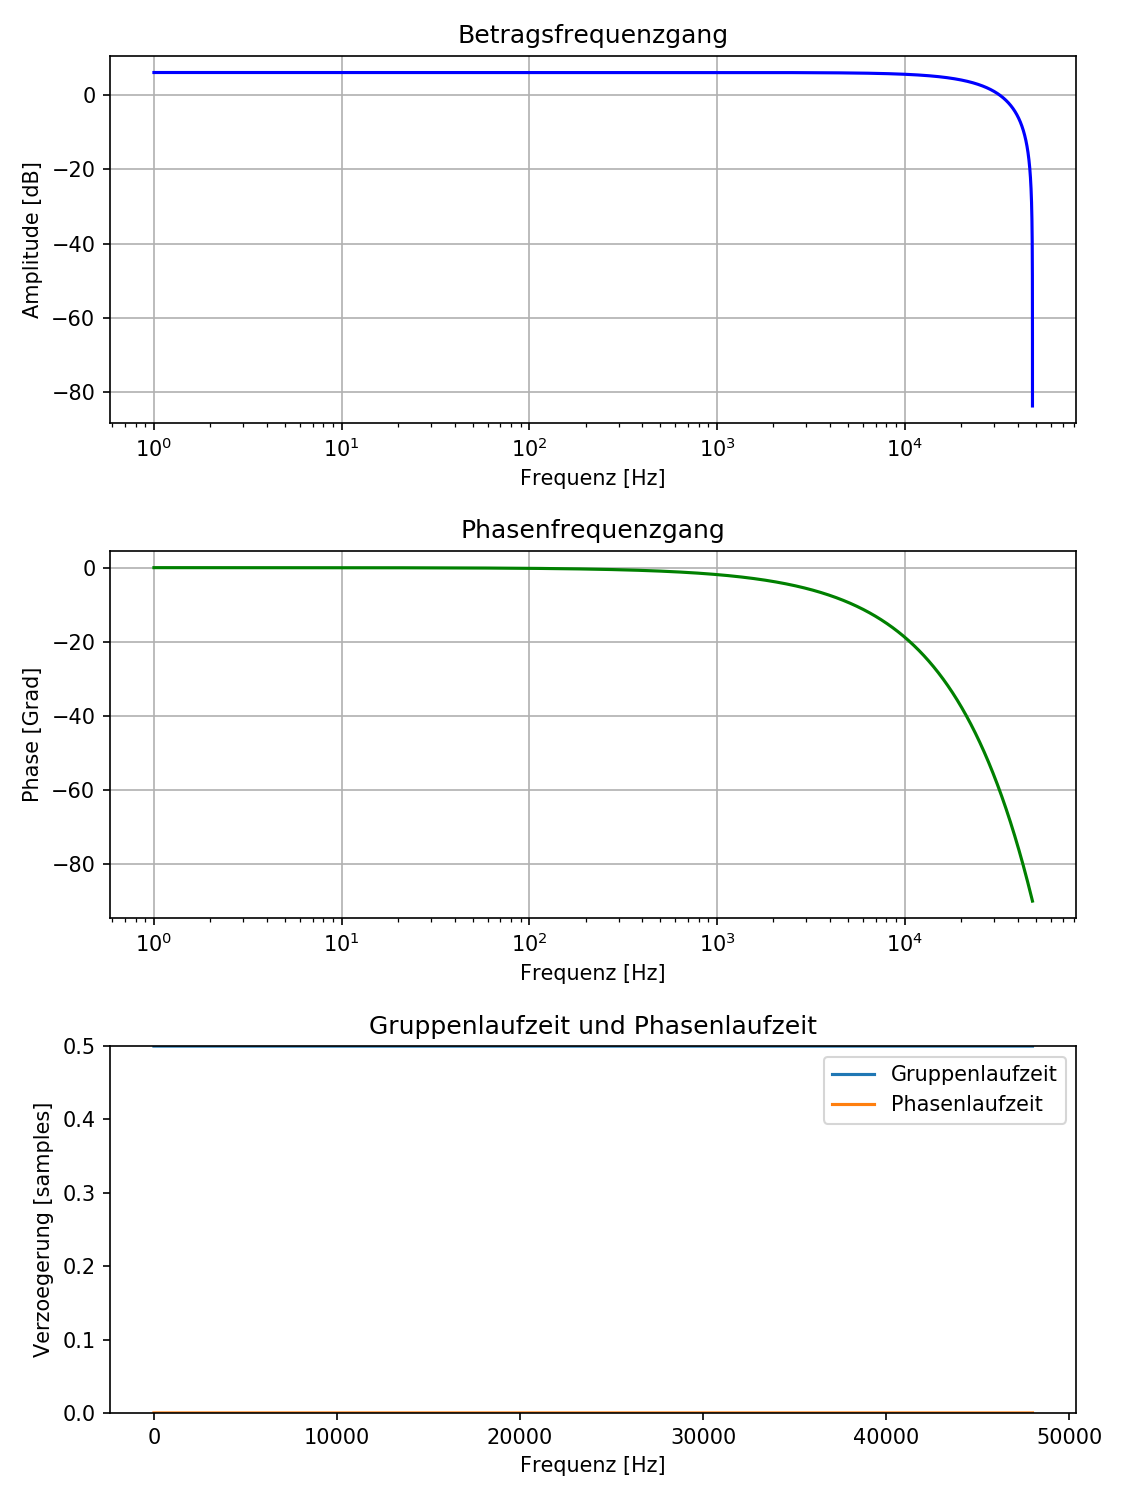 Betragsfrequenzgang
Amplitude [dB]
0
−20
−40
−60
−80
10⁰ 10¹ 10² 10³ 10⁴
Frequenz [Hz]
Phasenfrequenzgang
Phase [Grad]
0
−20
−40
−60
−80
10⁰ 10¹ 10² 10³ 10⁴
Frequenz [Hz]
Gruppenlaufzeit und Phasenlaufzeit
Verzoegerung [samples]
0.5
0.4
0.3
0.2
0.1
0.0
Gruppenlaufzeit
Phasenlaufzeit
0 10000 20000 30000 40000 50000
Frequenz [Hz]